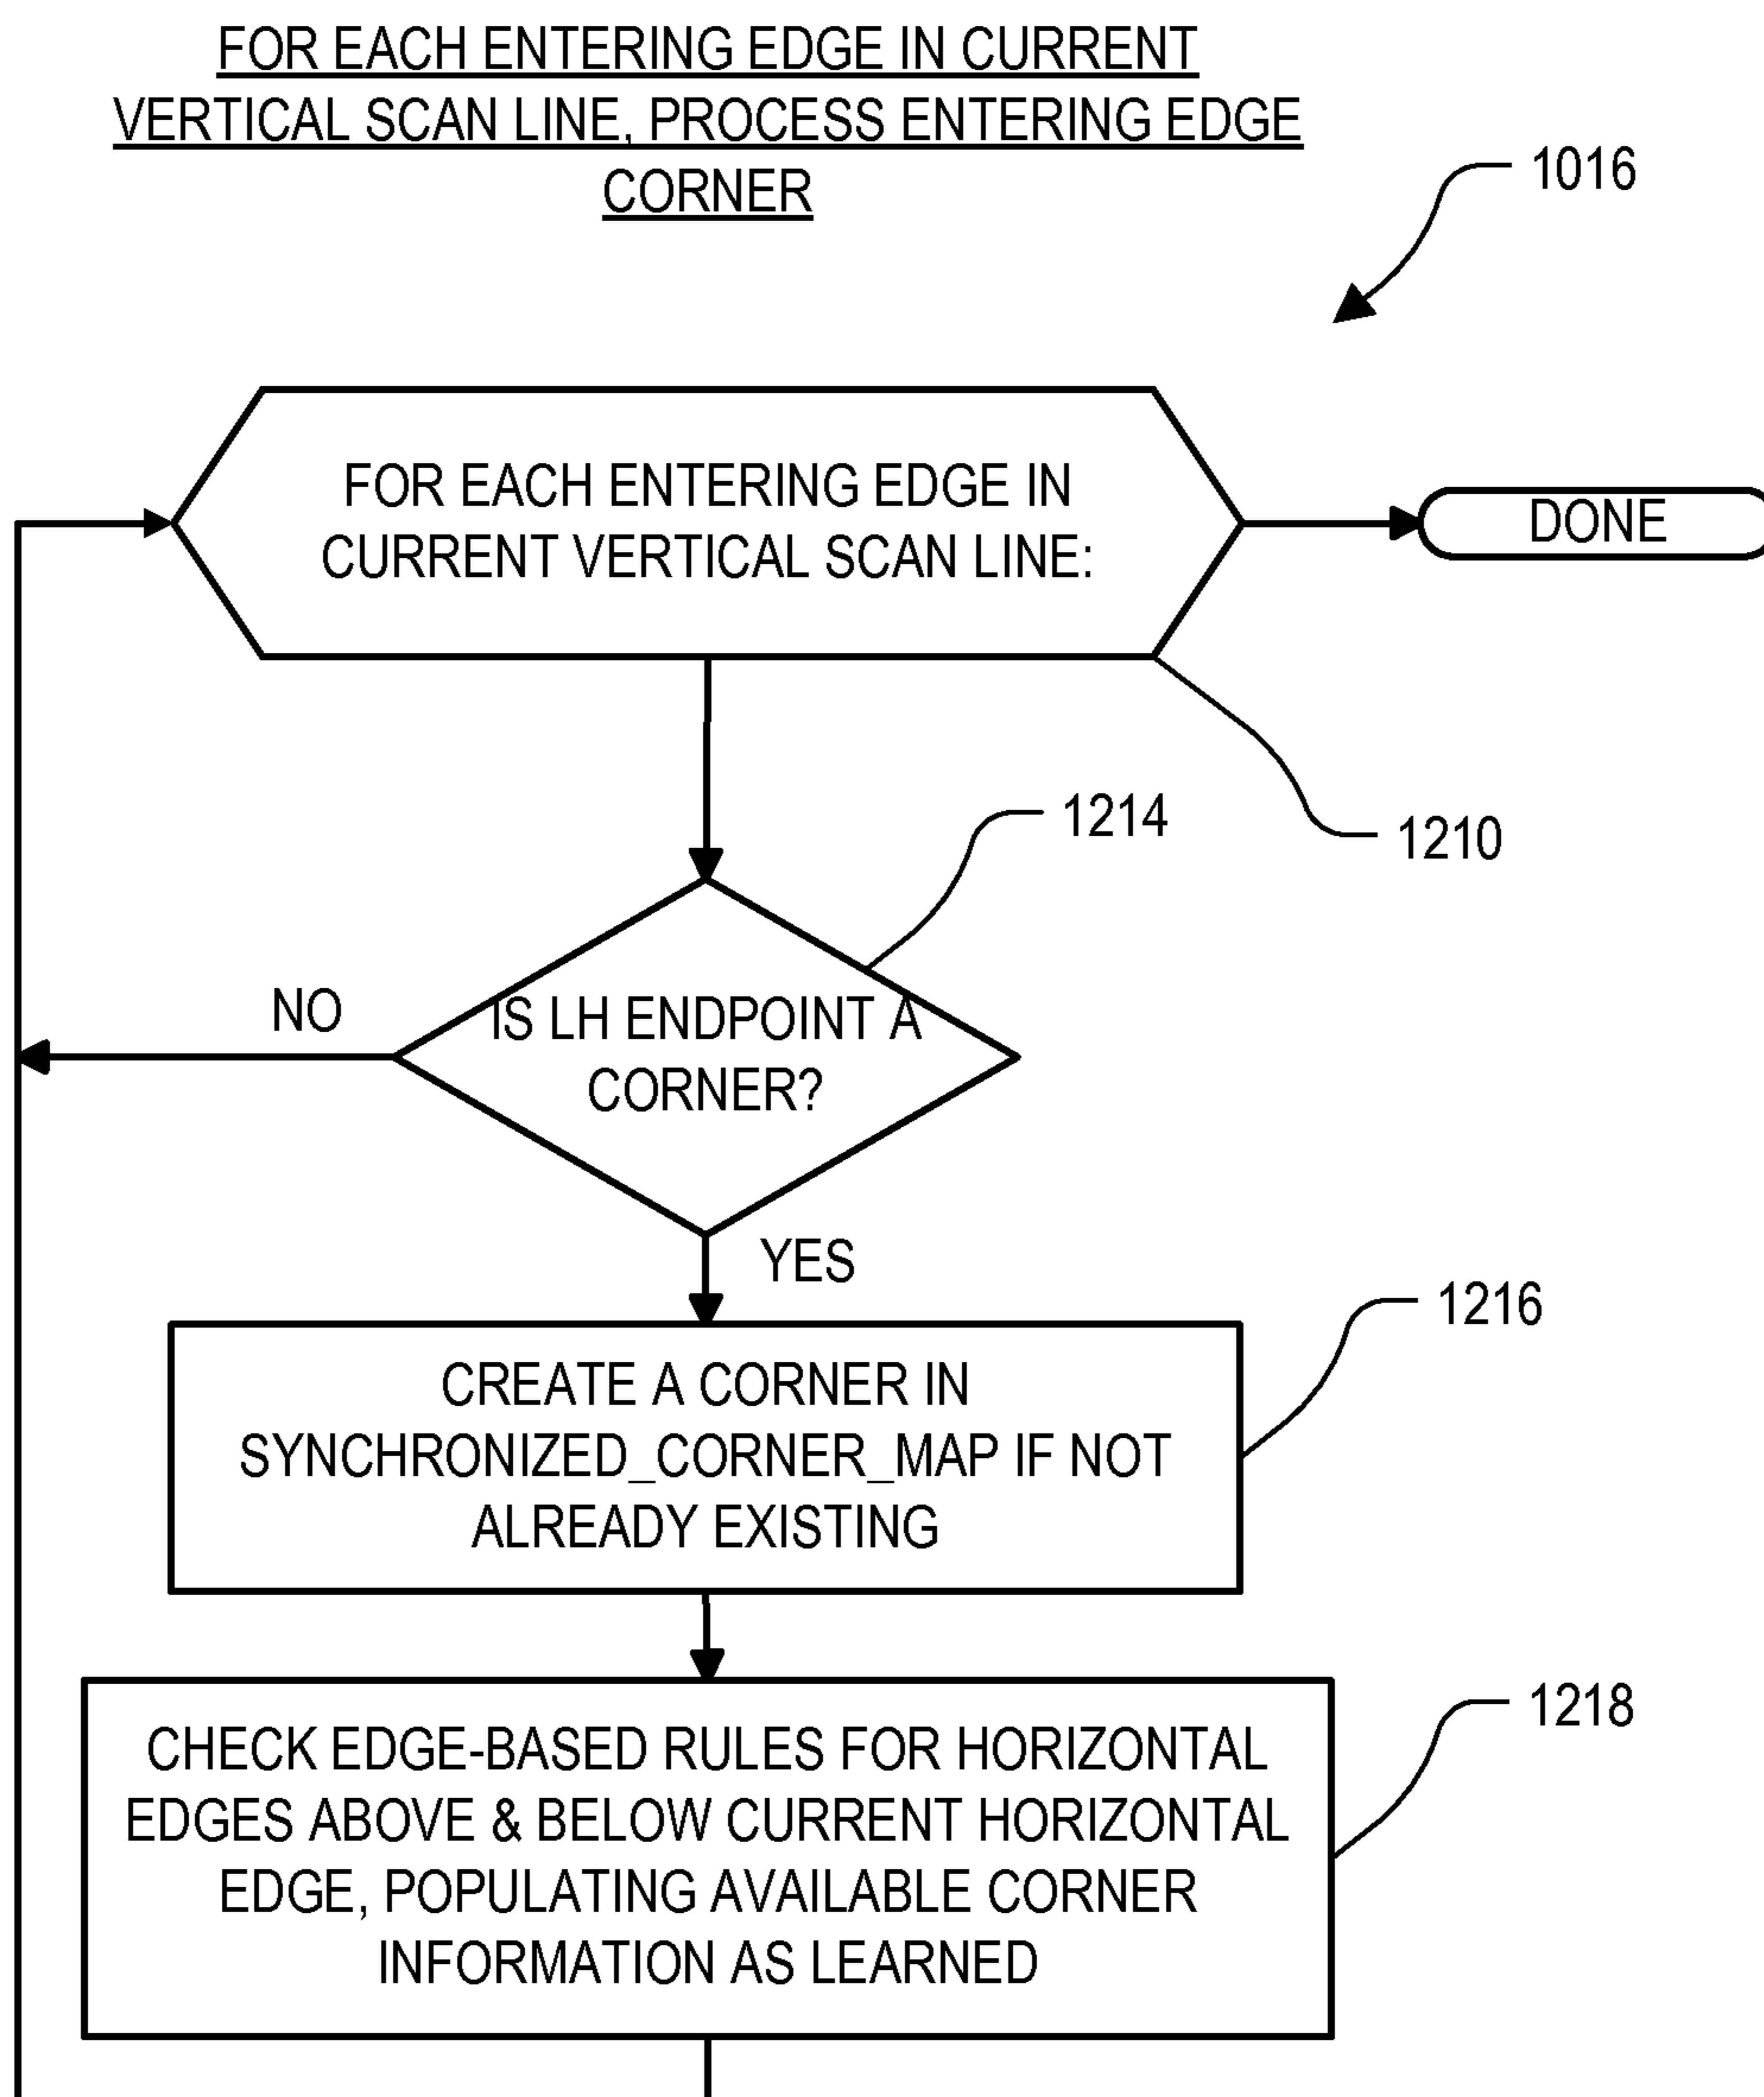 FOR EACH ENTERING EDGE IN CURRENT
VERTICAL SCAN LINE, PROCESS ENTERING EDGE
CORNER
1016
FOR EACH ENTERING EDGE IN
CURRENT VERTICAL SCAN LINE:
DONE
1210
1214
IS LH ENDPOINT A
CORNER?
NO
YES
1216
CREATE A CORNER IN
SYNCHRONIZED_CORNER_MAP IF NOT
ALREADY EXISTING
1218
CHECK EDGE-BASED RULES FOR HORIZONTAL
EDGES ABOVE & BELOW CURRENT HORIZONTAL
EDGE, POPULATING AVAILABLE CORNER
INFORMATION AS LEARNED